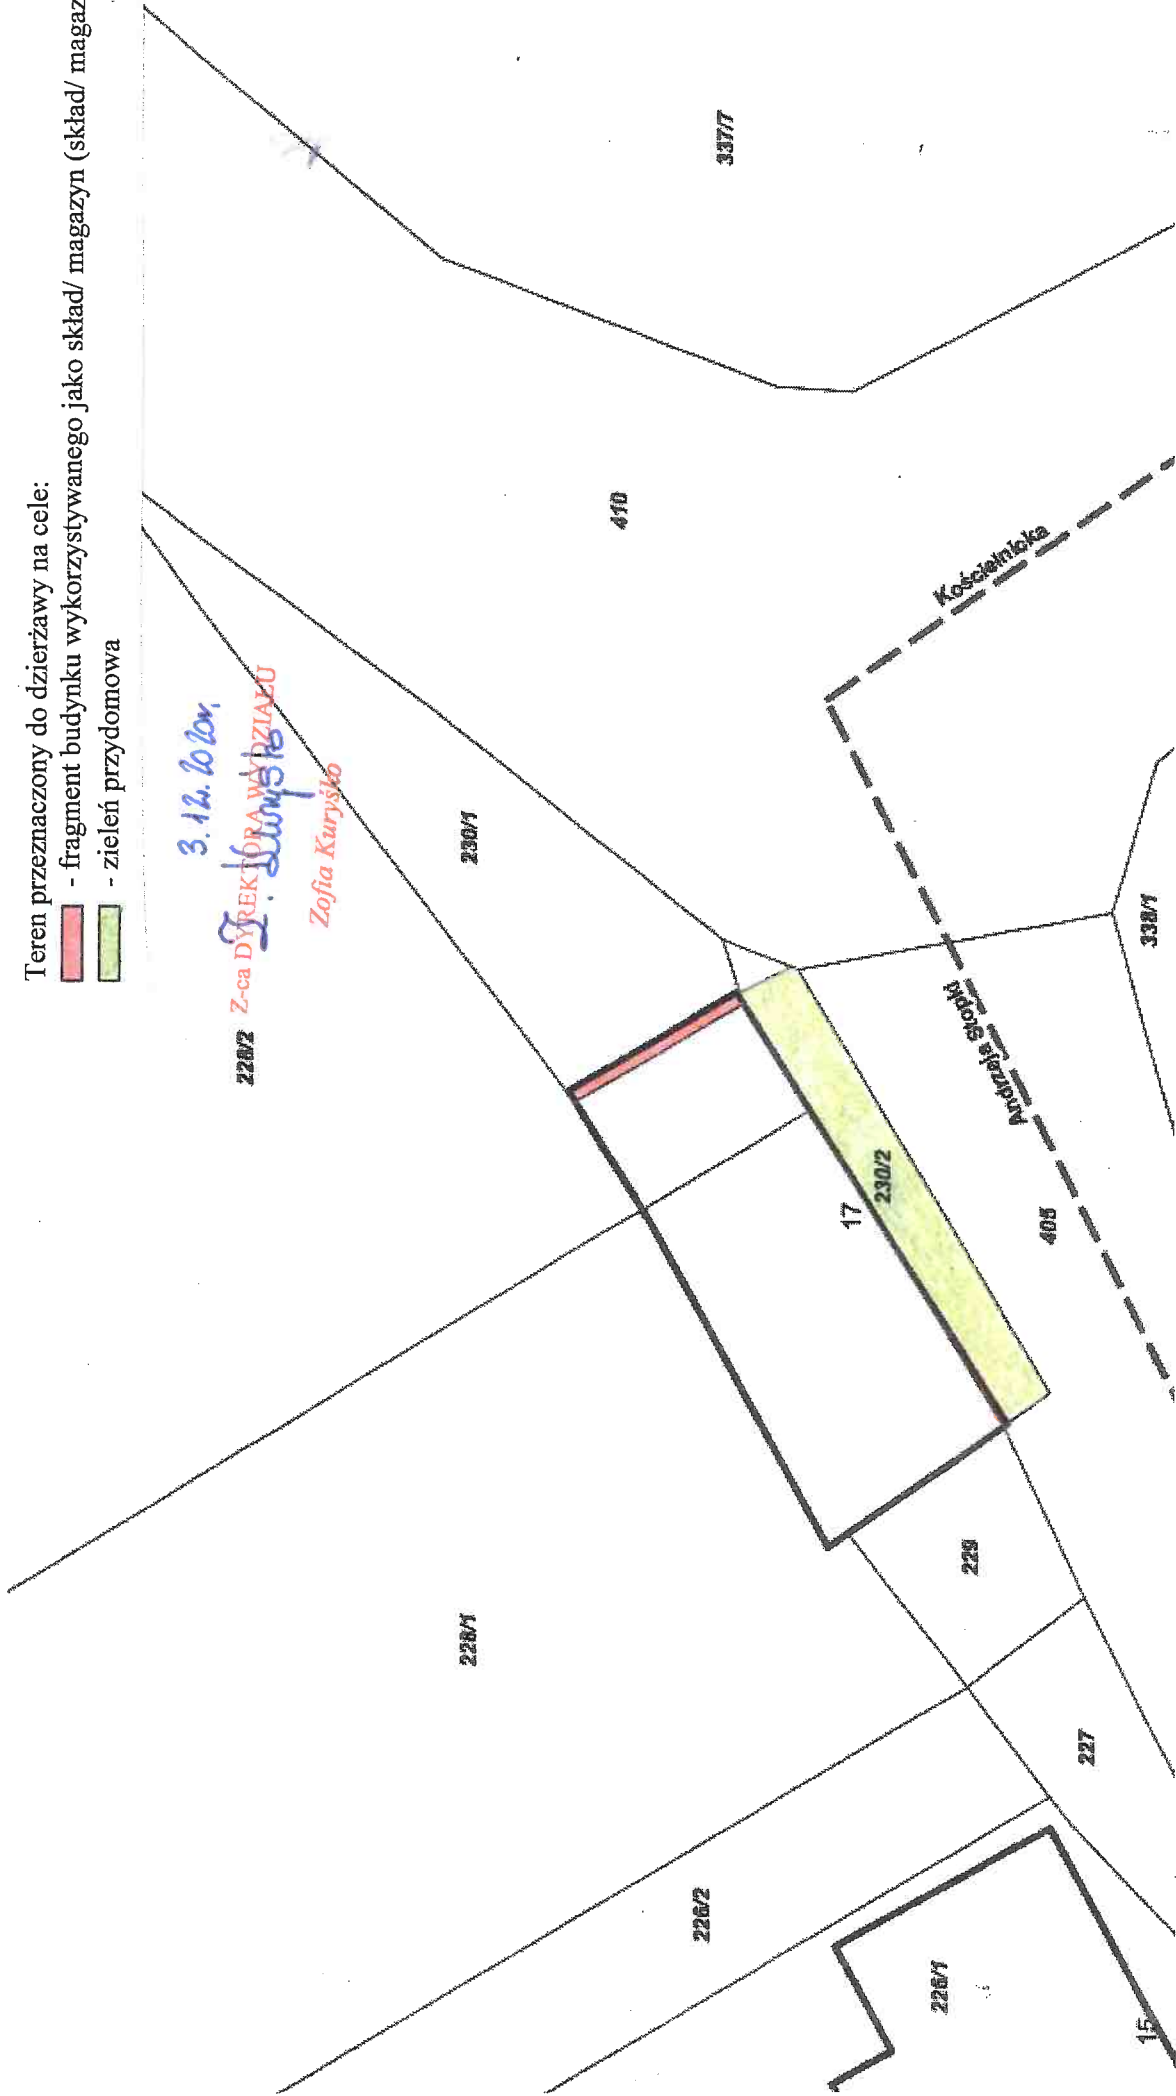 Teren przeznaczony do dzierżawy na cele:
- fragment budynku wykorzystywanego jako skład/ magazyn (skład/ magaz
- zieleń przydomowa
3.12.2020r.
Z-ca DYREKTORA WYDZIAŁU
Z. Kuryśko
Zofia Kuryśko
228/2
230/1
410
337/7
Kościelnicka
Andrzeja Stopki
338/1
405
17
230/2
229
228/1
227
226/2
226/1
15